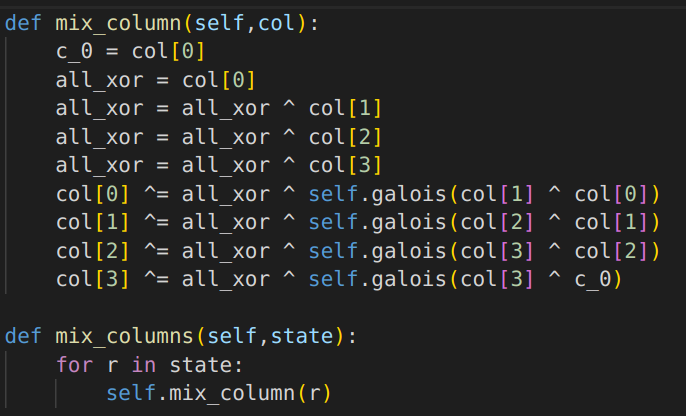 def mix_column(self,col):
    c_0 = col[0]
    all_xor = col[0]
    all_xor = all_xor ^ col[1]
    all_xor = all_xor ^ col[2]
    all_xor = all_xor ^ col[3]
    col[0] ^= all_xor ^ self.galois(col[1] ^ col[0])
    col[1] ^= all_xor ^ self.galois(col[2] ^ col[1])
    col[2] ^= all_xor ^ self.galois(col[3] ^ col[2])
    col[3] ^= all_xor ^ self.galois(col[3] ^ c_0)

def mix_columns(self,state):
    for r in state:
        self.mix_column(r)